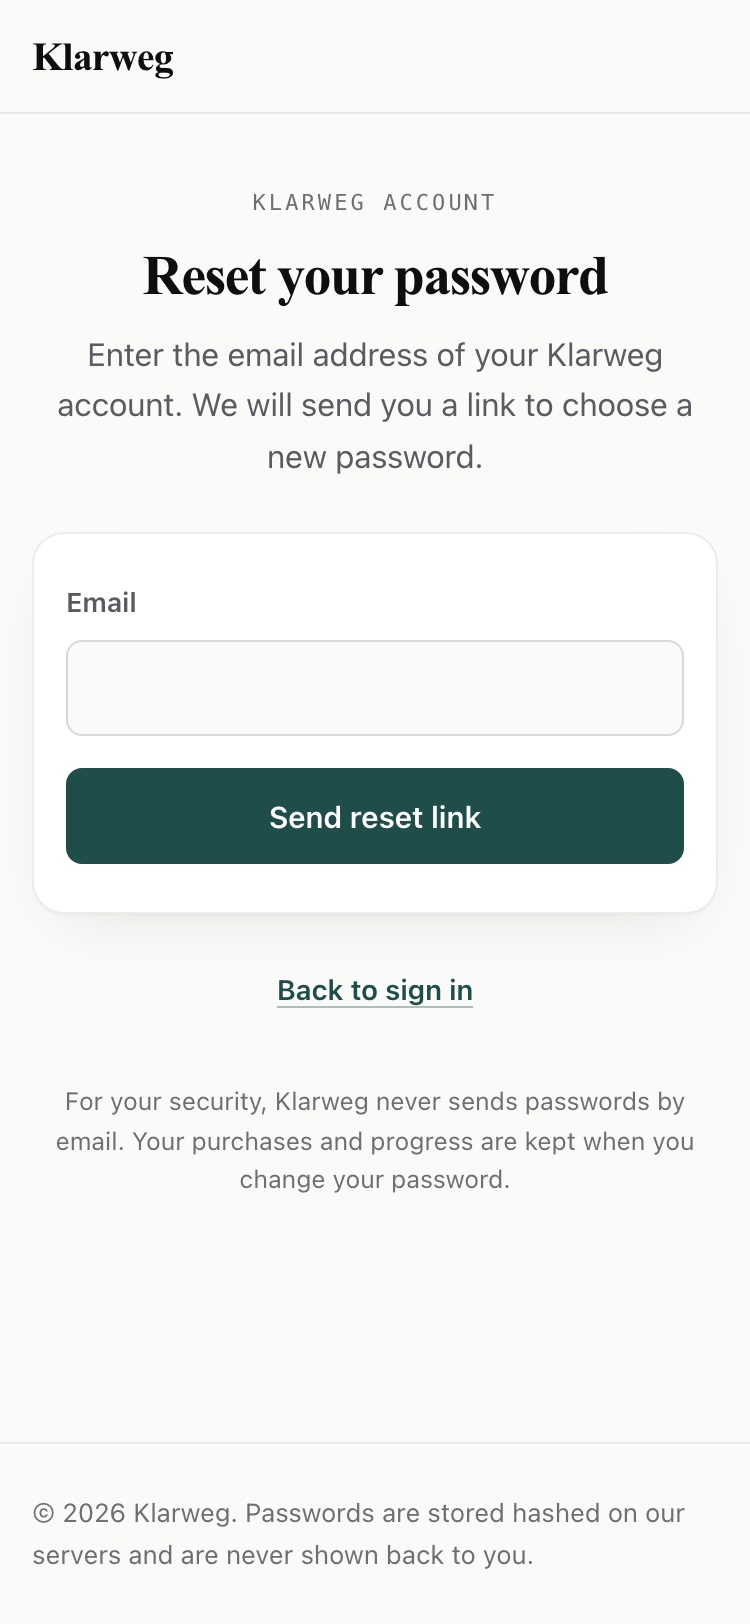 Klarweg
KLARWEG ACCOUNT
Reset your password
Enter the email address of your Klarweg
account. We will send you a link to choose a
new password.
Email
Send reset link
Back to sign in
For your security, Klarweg never sends passwords by
email. Your purchases and progress are kept when you
change your password.
© 2026 Klarweg. Passwords are stored hashed on our
servers and are never shown back to you.